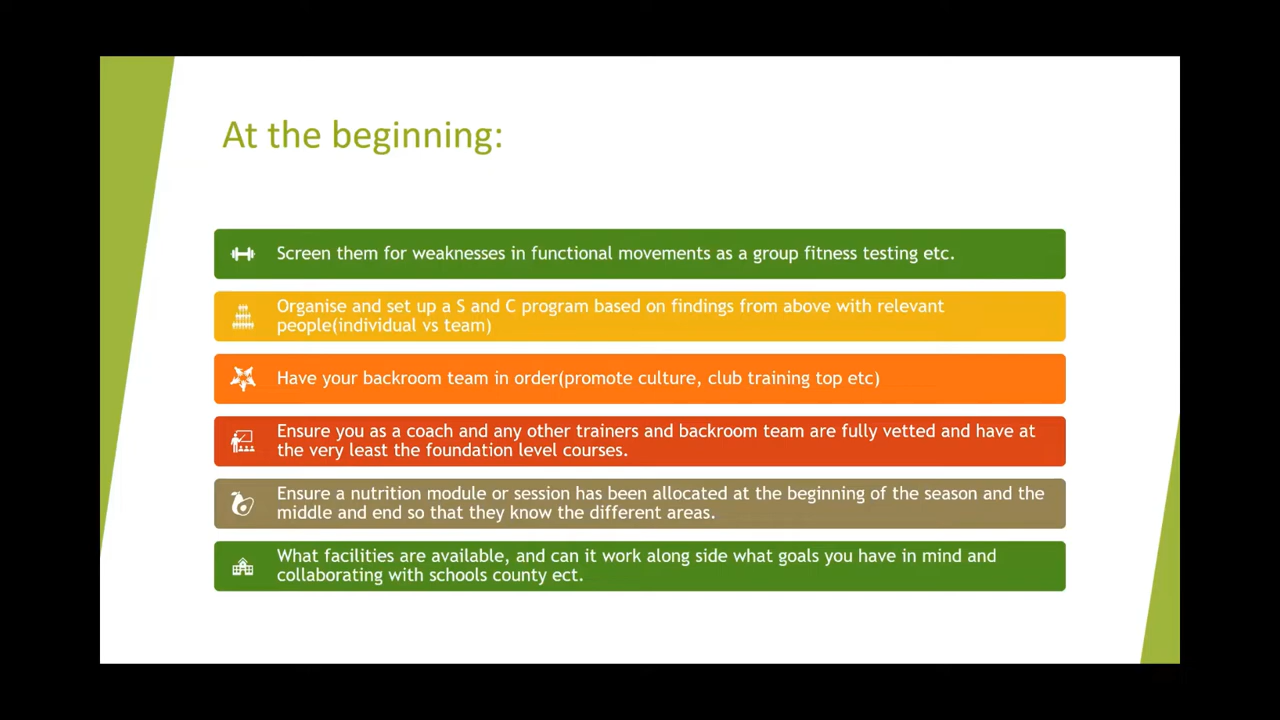 At the beginning:
Screen them for weaknesses in functional movements as a group fitness testing etc.
Organise and set up a S and C program based on findings from above with relevant
people(individual vs team)
Have your backroom team in order(promote culture, club training top etc)
Ensure you as a coach and any other trainers and backroom team are fully vetted and have at
the very least the foundation level courses.
Ensure a nutrition module or session has been allocated at the beginning of the season and the
middle and end so that they know the different areas.
What facilities are available, and can it work along side what goals you have in mind and
collaborating with schools county ect.